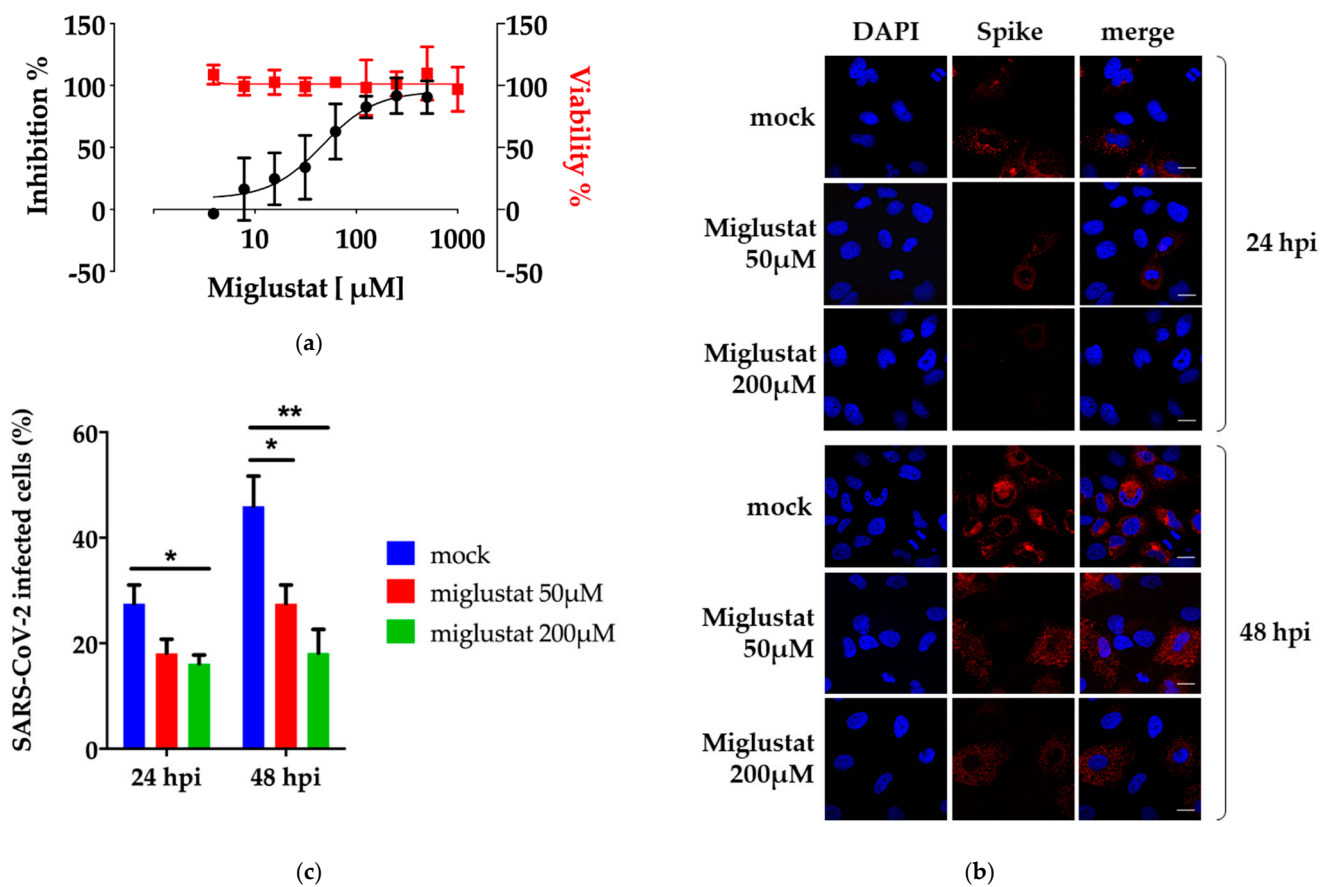 150
100
50
0
-50
Inhibition %
10 100 1000
Miglustat [ μM]
150
100
50
0
-50
Viability %
(a)
DAPI Spike merge
mock
Miglustat
50μM
Miglustat
200μM
24 hpi
mock
Miglustat
50μM
Miglustat
200μM
48 hpi
(b)
SARS-CoV-2 infected cells (%)
60
40
20
0
*
*
**
24 hpi 48 hpi
mock
miglustat 50μM
miglustat 200μM
(c)